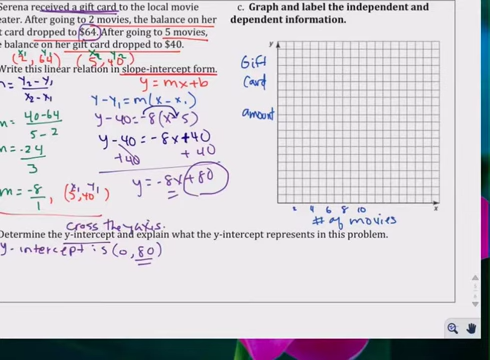 Serena received a gift card to the local movie
eater. After going to 2 movies, the balance on her
t card dropped to $64. After going to 5 movies,
e balance on her gift card dropped to $40.
(2, 64) (5, 40)
x₁ y₁ x₂ y₂
Write this linear relation in slope-intercept form.
y = mx+b
m = Y₂ - Y₁
X₂ - X₁
m = 40-64
5 - 2
m = -24
3
m = -8
1
(5, 40)
x₁ y₁
Y - Y₁ = m(x - x₁)
y - 40 = -8(x - 5)
y - 40 = -8x + 40
+40 + 40
y = -8x + 80
cross the y axis.
Determine the y-intercept and explain what the y-intercept represents in this problem.
y-intercept is (0, 80)
c. Graph and label the independent and
dependent information.
y
Gift
Card
amount
2 4 6 8 10
x
# of movies